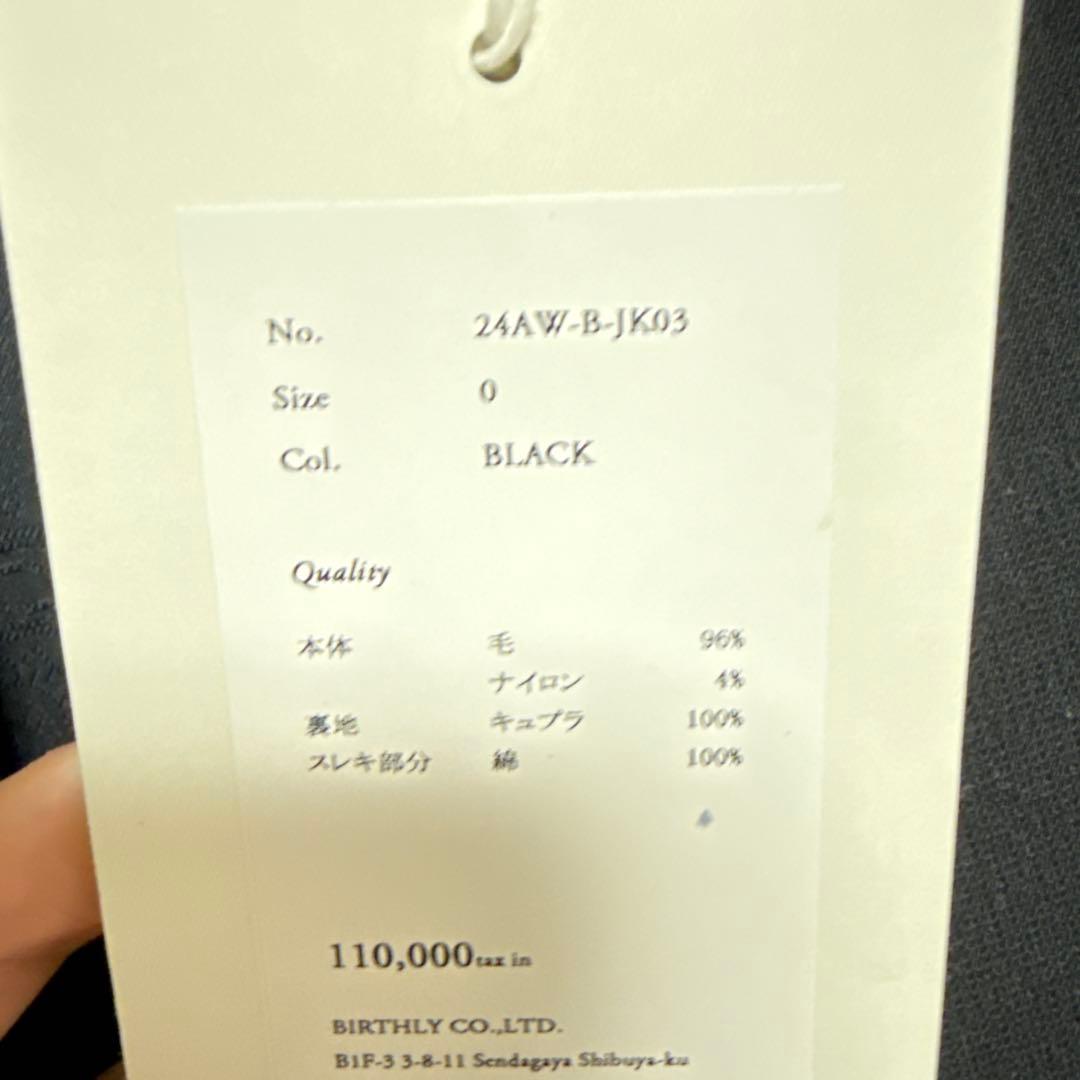 No. 24AW-B-JK03
Size 0
Col. BLACK
Quality
本体 毛 96%
ナイロン 4%
裏地 キュプラ 100%
スレキ部分 綿 100%
110,000 tax in
BIRTHLY CO.,LTD.
B1F-3 3-8-11 Sendagaya Shibuya-ku